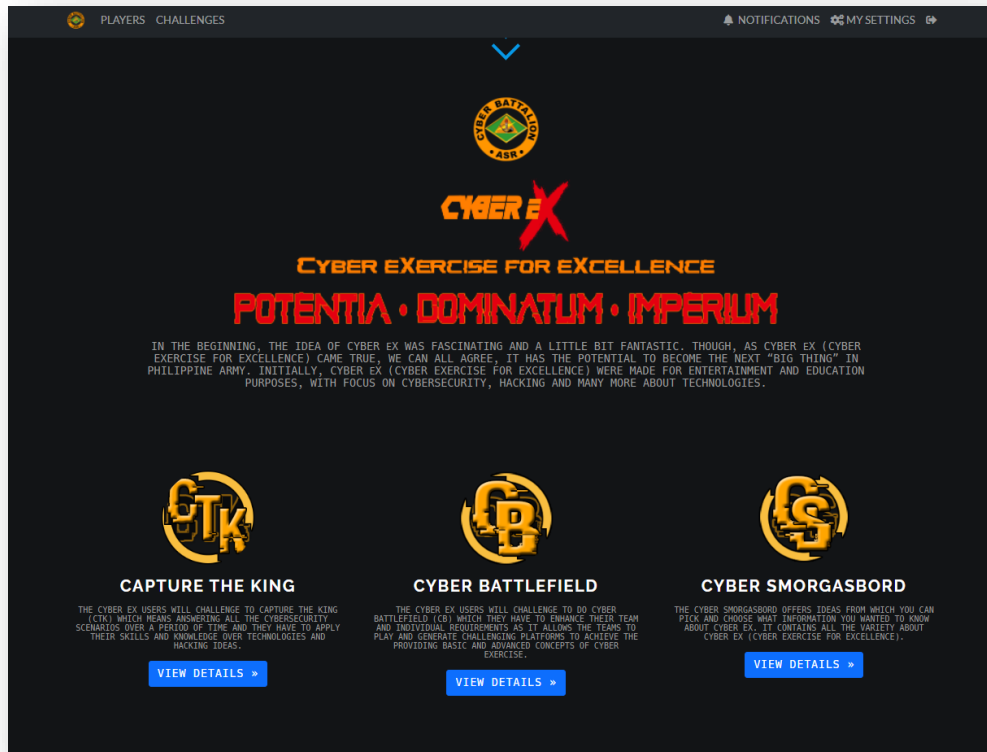 PLAYERS CHALLENGES NOTIFICATIONS MY SETTINGS
CYBER BATTALION
• ASR •
CYBER EX
CYBER EXERCISE FOR EXCELLENCE
POTENTIA • DOMINATUM • IMPERIUM
IN THE BEGINNING, THE IDEA OF CYBER EX WAS FASCINATING AND A LITTLE BIT FANTASTIC. THOUGH, AS CYBER EX (CYBER
EXERCISE FOR EXCELLENCE) CAME TRUE, WE CAN ALL AGREE, IT HAS THE POTENTIAL TO BECOME THE NEXT “BIG THING” IN
PHILIPPINE ARMY. INITIALLY, CYBER EX (CYBER EXERCISE FOR EXCELLENCE) WERE MADE FOR ENTERTAINMENT AND EDUCATION
PURPOSES, WITH FOCUS ON CYBERSECURITY, HACKING AND MANY MORE ABOUT TECHNOLOGIES.
CTK
CAPTURE THE KING
THE CYBER EX USERS WILL CHALLENGE TO CAPTURE THE KING
(CTK) WHICH MEANS ANSWERING ALL THE CYBERSECURITY
SCENARIOS OVER A PERIOD OF TIME AND THEY HAVE TO APPLY
THEIR SKILLS AND KNOWLEDGE OVER TECHNOLOGIES AND
HACKING IDEAS.
VIEW DETAILS »
CB
CYBER BATTLEFIELD
THE CYBER EX USERS WILL CHALLENGE TO DO CYBER
BATTLEFIELD (CB) WHICH THEY HAVE TO ENHANCE THEIR TEAM
AND INDIVIDUAL REQUIREMENTS AS IT ALLOWS THE TEAMS TO
PLAY AND GENERATE CHALLENGING PLATFORMS TO ACHIEVE THE
PROVIDING BASIC AND ADVANCED CONCEPTS OF CYBER
EXERCISE.
VIEW DETAILS »
CS
CYBER SMORGASBORD
THE CYBER SMORGASBORD OFFERS IDEAS FROM WHICH YOU CAN
PICK AND CHOOSE WHAT INFORMATION YOU WANTED TO KNOW
ABOUT CYBER EX. IT CONTAINS ALL THE VARIETY ABOUT
CYBER EX (CYBER EXERCISE FOR EXCELLENCE).
VIEW DETAILS »